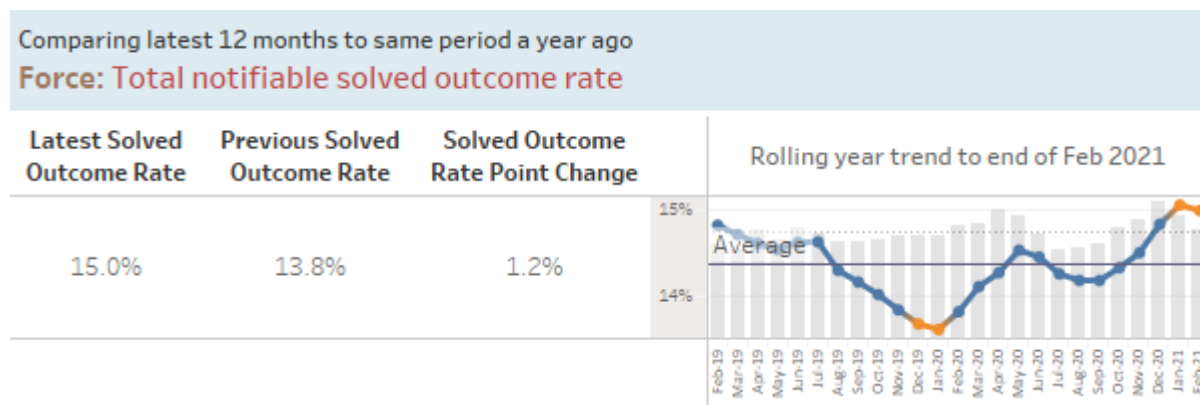 Comparing latest 12 months to same period a year ago
Force: Total notifiable solved outcome rate
Latest Solved Outcome Rate
Previous Solved Outcome Rate
Solved Outcome Rate Point Change
Rolling year trend to end of Feb 2021
15.0%
13.8%
1.2%
15%
Average
14%
Feb-19
Mar-19
Apr-19
May-19
Jun-19
Jul-19
Aug-19
Sep-19
Oct-19
Nov-19
Dec-19
Jan-20
Feb-20
Mar-20
Apr-20
May-20
Jun-20
Jul-20
Aug-20
Sep-20
Oct-20
Nov-20
Dec-20
Jan-21
Feb-21